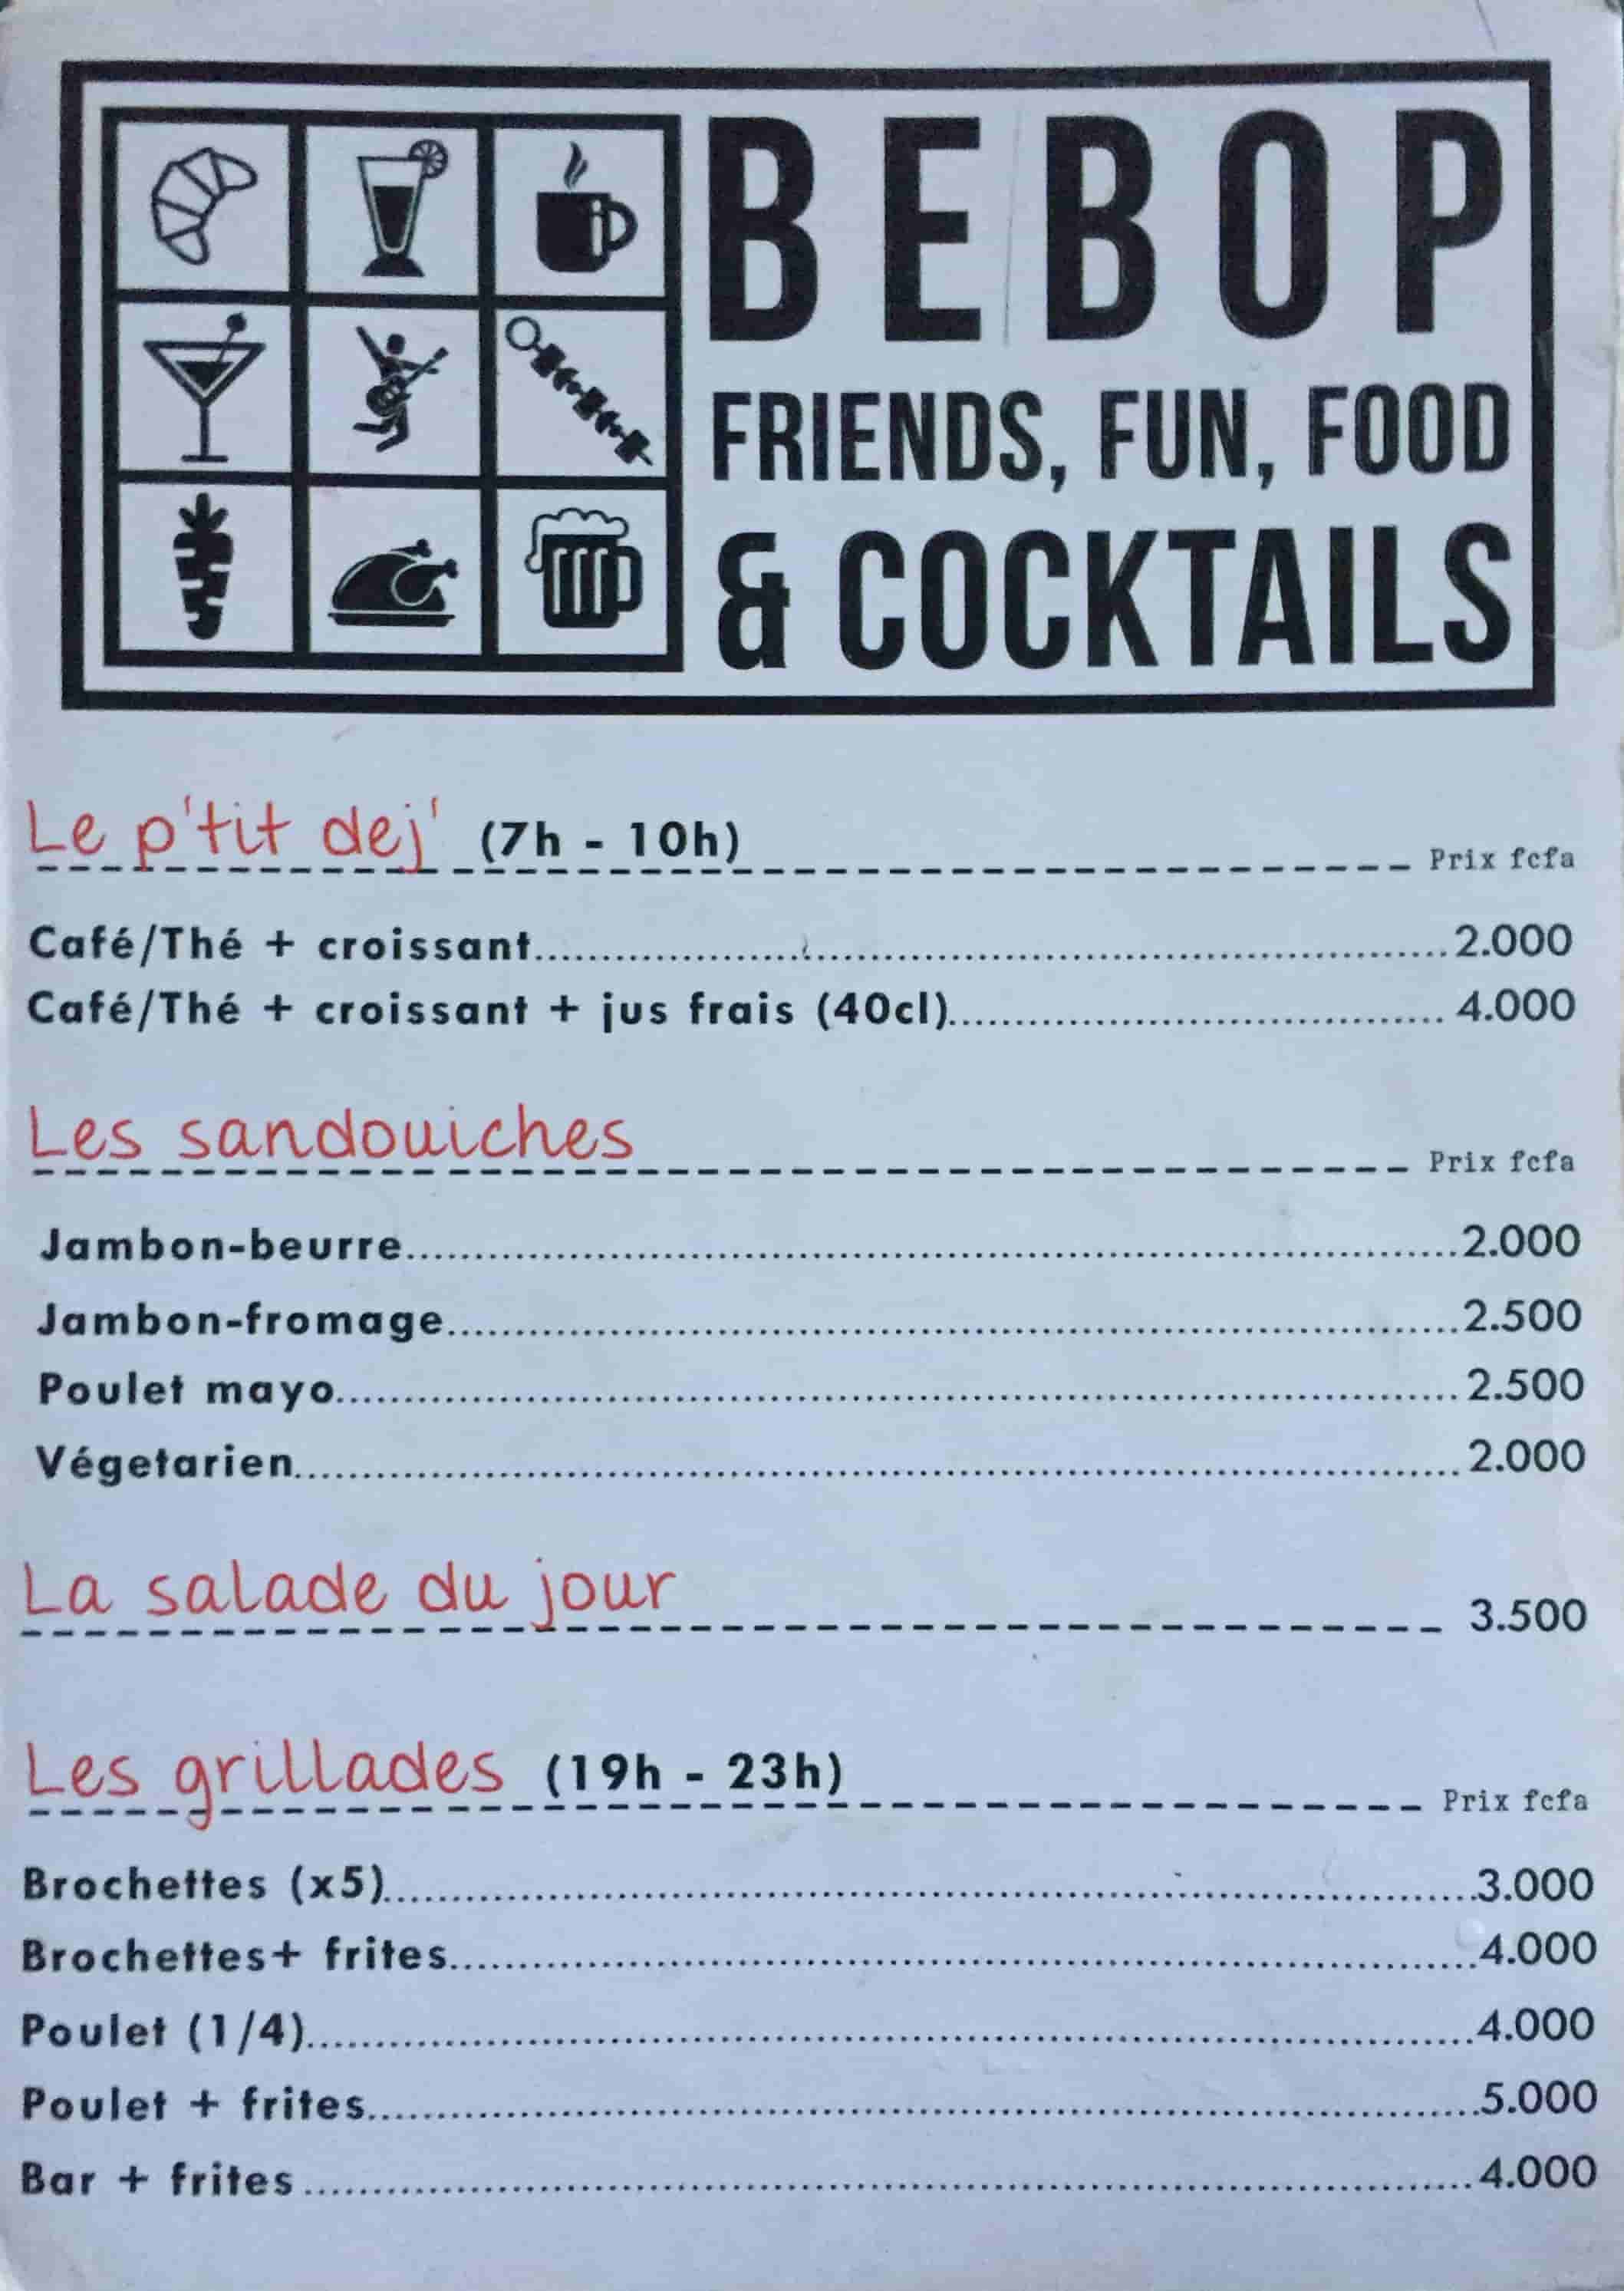 BEBOP
FRIENDS, FUN, FOOD
& COCKTAILS
Le p'tit dej' (7h - 10h) Prix fcfa
Café/Thé + croissant 2.000
Café/Thé + croissant + jus frais (40cl) 4.000
Les sandouiches Prix fcfa
Jambon-beurre 2.000
Jambon-fromage 2.500
Poulet mayo 2.500
Végetarien 2.000
La salade du jour 3.500
Les grillades (19h - 23h) Prix fcfa
Brochettes (x5) 3.000
Brochettes+ frites 4.000
Poulet (1/4) 4.000
Poulet + frites 5.000
Bar + frites 4.000